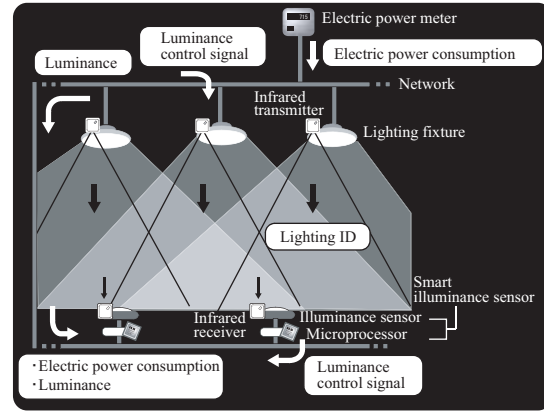 715
Electric power meter
Luminance
control signal
Electric power consumption
Luminance
Network
Infrared
transmitter
Lighting fixture
Lighting ID
Smart
illuminance sensor
Infrared
receiver
Illuminance sensor
Microprocessor
・Electric power consumption
・Luminance
Luminance
control signal